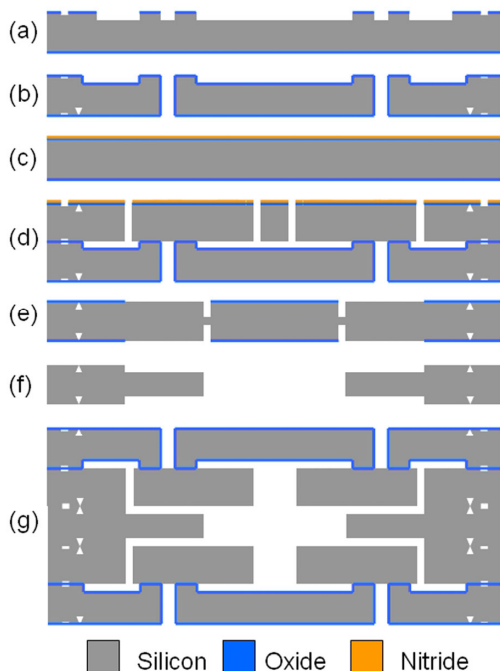 (a)
(b)
(c)
(d)
(e)
(f)
(g)
Silicon Oxide Nitride